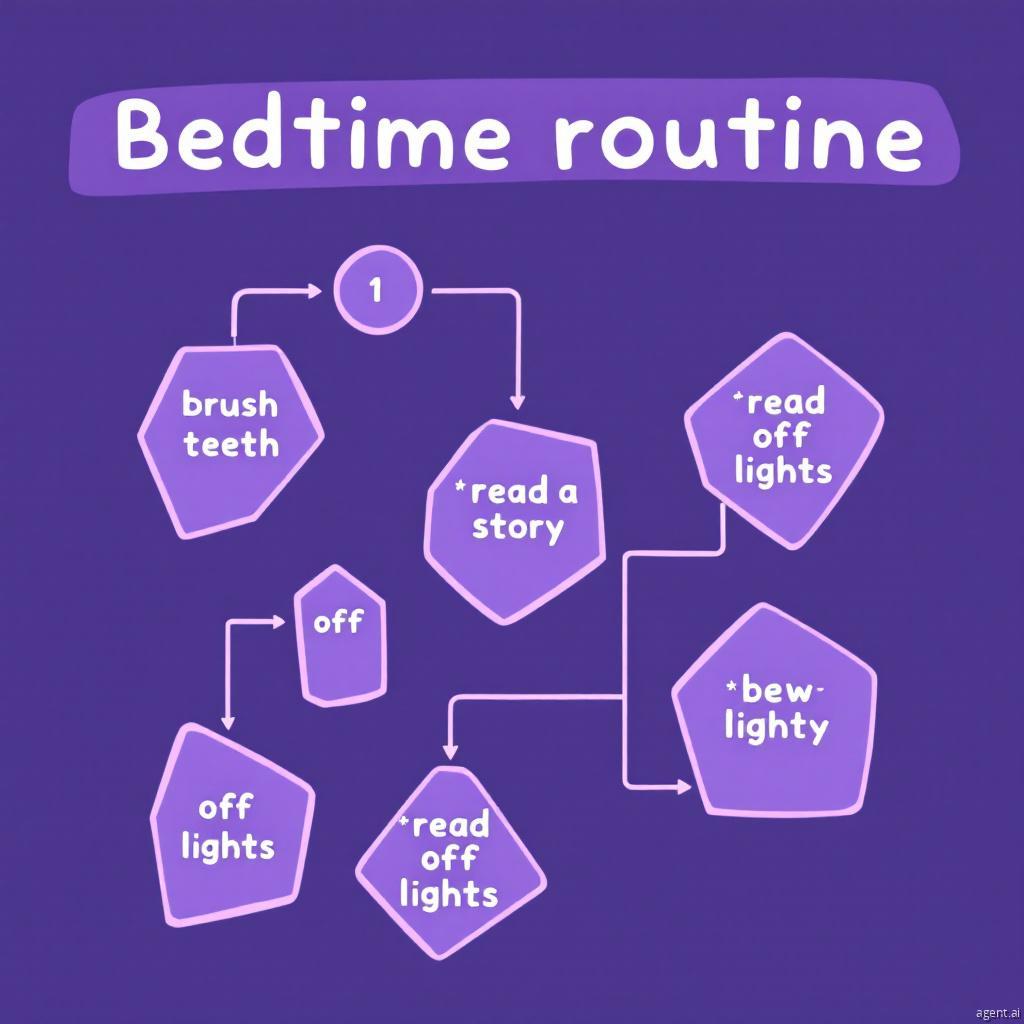 Bedtime routine
1
brush
teeth
*read a
story
*read
off
lights
off
*bew-
lighty
off
lights
*read
off
lights
agent.ai